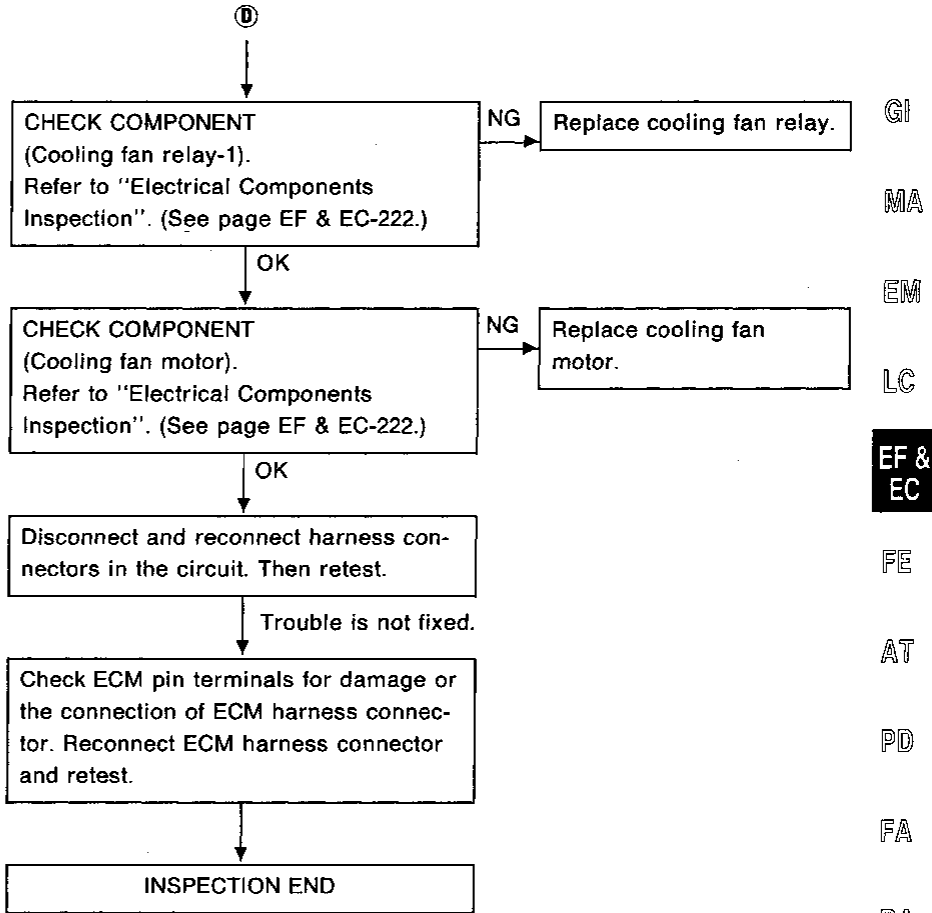 D
CHECK COMPONENT
(Cooling fan relay-1).
Refer to "Electrical Components
Inspection". (See page EF & EC-222.)
NG
Replace cooling fan relay.
OK
CHECK COMPONENT
(Cooling fan motor).
Refer to "Electrical Components
Inspection". (See page EF & EC-222.)
NG
Replace cooling fan
motor.
OK
Disconnect and reconnect harness con-
nectors in the circuit. Then retest.
Trouble is not fixed.
Check ECM pin terminals for damage or
the connection of ECM harness connec-
tor. Reconnect ECM harness connector
and retest.
INSPECTION END
GI
MA
EM
LC
EF &
EC
FE
AT
PD
FA